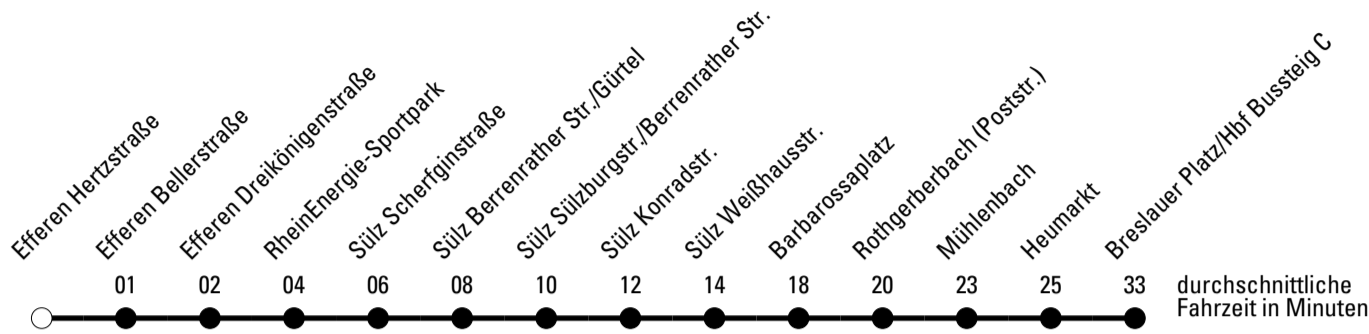 Efferen Hertzstraße
Efferen Bellerstraße
Efferen Dreikönigenstraße
RheinEnergie-Sportpark
Sülz Scherfginstraße
Sülz Berrenrather Str./Gürtel
Sülz Sülzburgstr./Berrenrather Str.
Sülz Konradstr.
Sülz Weißhausstr.
Barbarossaplatz
Rothgerberbach (Poststr.)
Mühlenbach
Heumarkt
Breslauer Platz/Hbf Bussteig C
01 02 04 06 08 10 12 14 18 20 23 25 33
durchschnittliche
Fahrzeit in Minuten